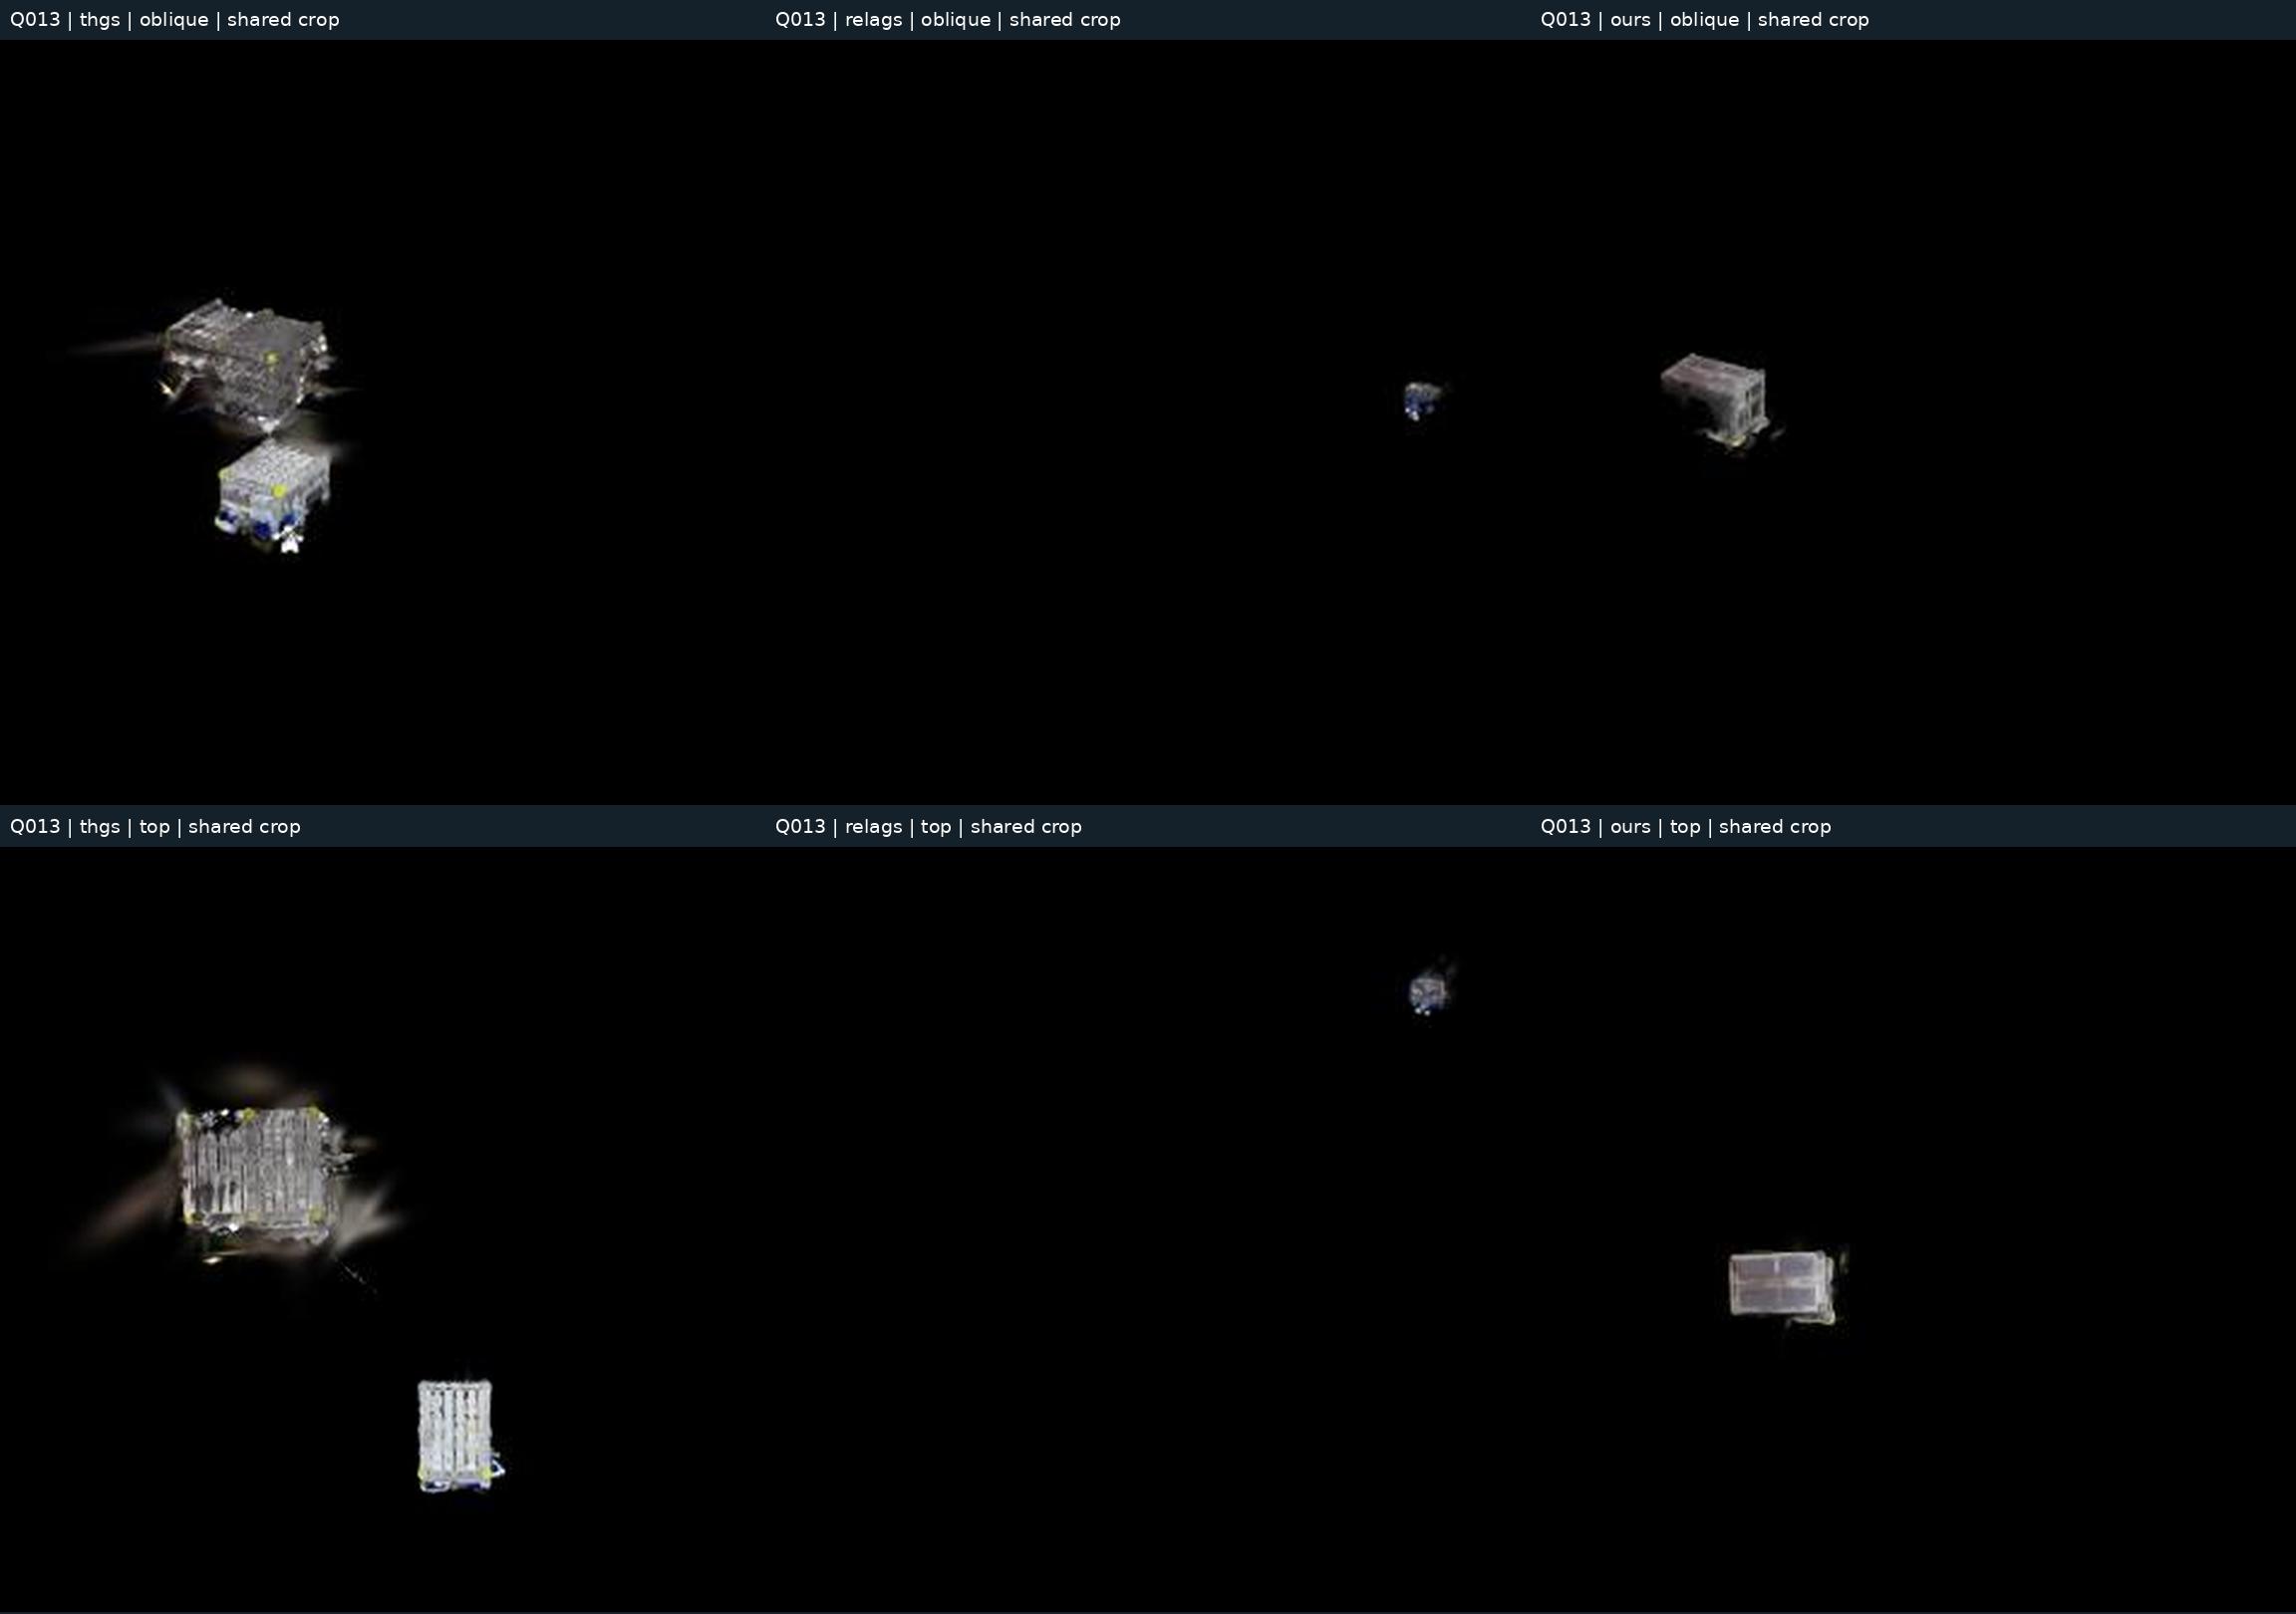 Q013 | thgs | oblique | shared crop
Q013 | relags | oblique | shared crop
Q013 | ours | oblique | shared crop
Q013 | thgs | top | shared crop
Q013 | relags | top | shared crop
Q013 | ours | top | shared crop